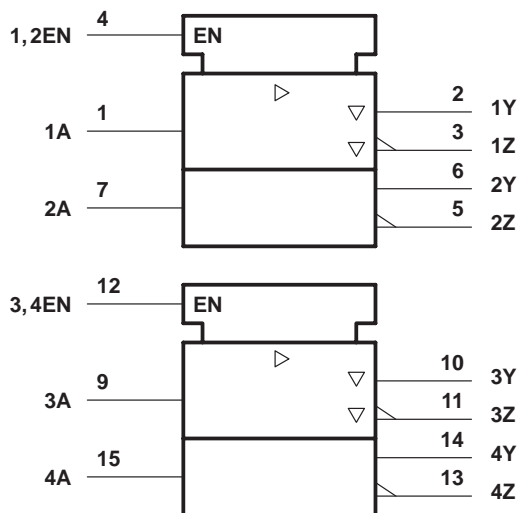 4
1,2EN EN
1 2 1Y
1A 3 1Z
7 6 2Y
2A 5 2Z
12
3,4EN EN
9 10 3Y
3A 11 3Z
15 14 4Y
4A 13 4Z